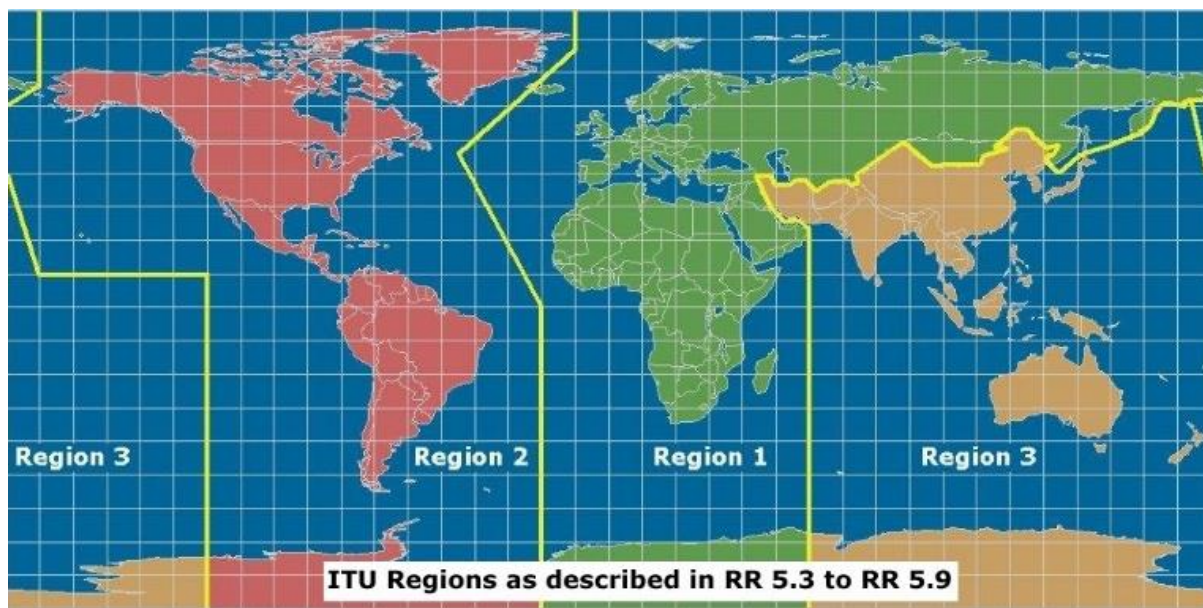 Region 3
Region 2
Region 1
Region 3
ITU Regions as described in RR 5.3 to RR 5.9